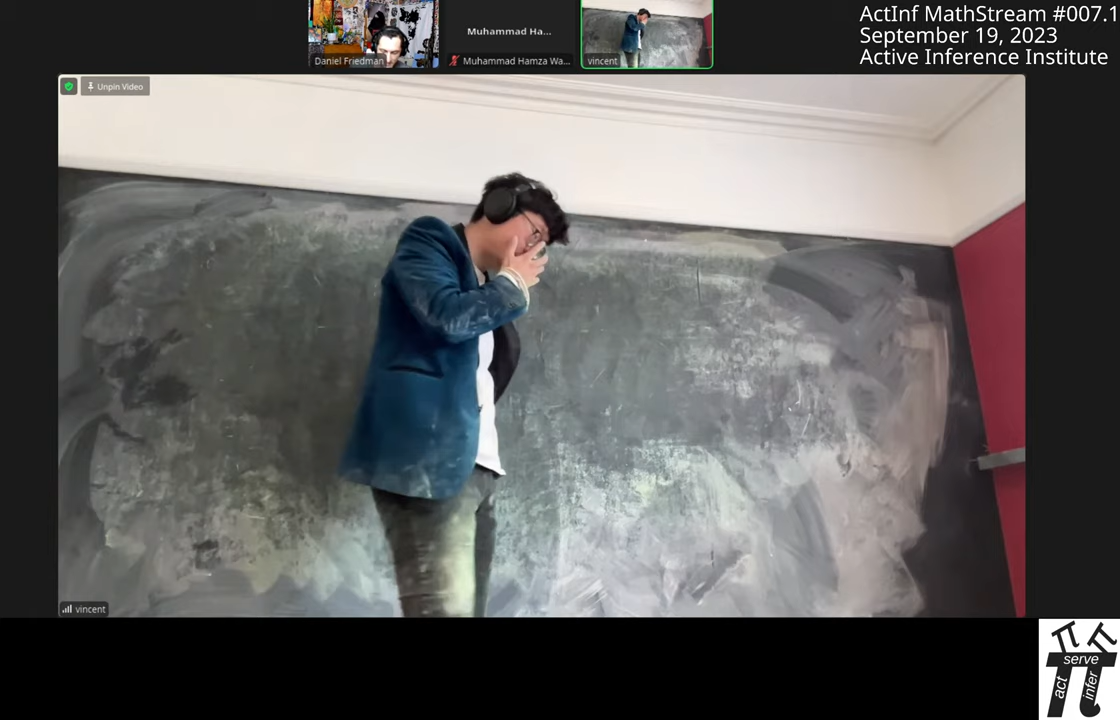 ActInf MathStream #007.1
September 19, 2023
Active Inference Institute
Muhammad Ha...
Daniel Friedman
Muhammad Hamza Wa...
vincent
Unpin Video
vincent
serve
act
infer